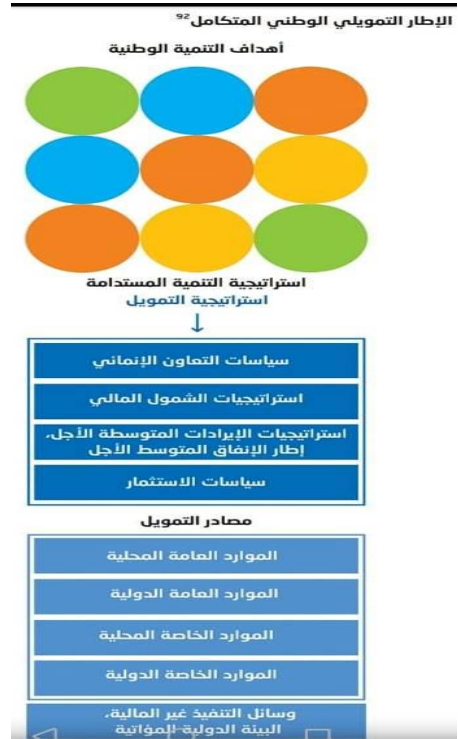 الإطار التمويلي الوطني المتكامل92
أهداف التنمية الوطنية
استراتيجية التنمية المستدامة
استراتيجية التمويل
سياسات التعاون الإنمائي
استراتيجيات الشمول المالي
استراتيجيات الإيرادات المتوسطة الأجل،
إطار الإنفاق المتوسط الأجل
سياسات الاستثمار
مصادر التمويل
الموارد العامة المحلية
الموارد العامة الدولية
الموارد الخاصة المحلية
الموارد الخاصة الدولية
وسائل التنفيذ غير المالية،
البيئة الدولية المؤاتية